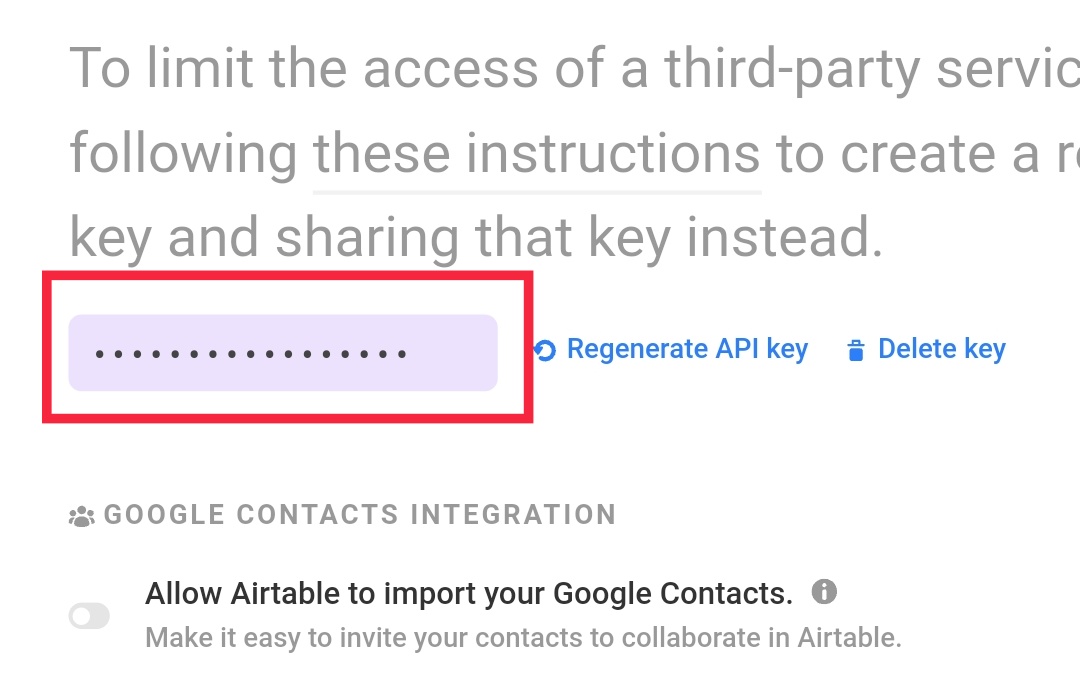 To limit the access of a third-party servic
following these instructions to create a re
key and sharing that key instead.
•••••••••••••••••
Regenerate API key Delete key
GOOGLE CONTACTS INTEGRATION
Allow Airtable to import your Google Contacts.
Make it easy to invite your contacts to collaborate in Airtable.